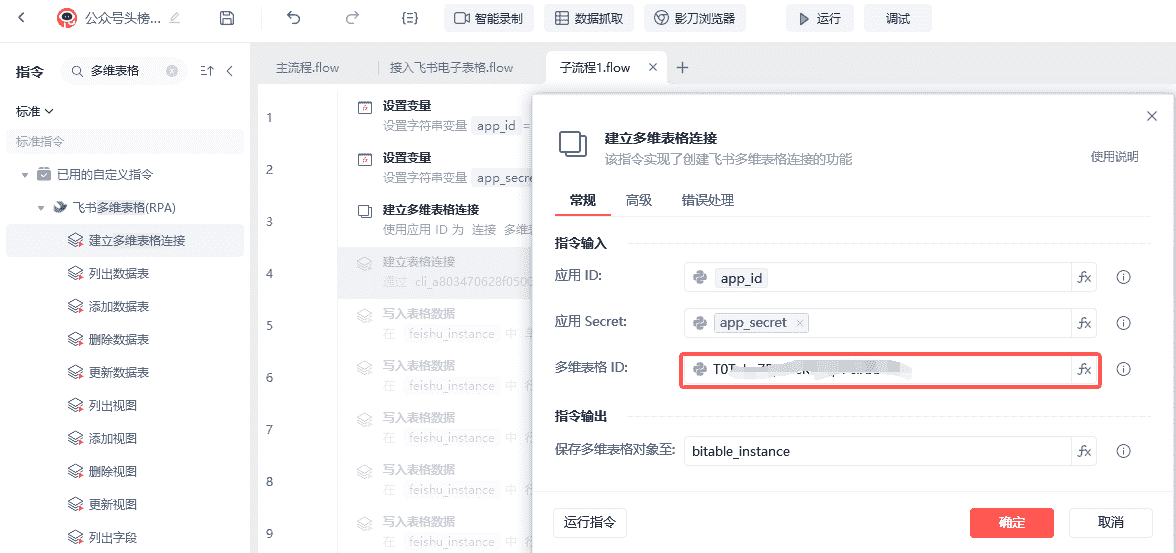 公众号头榜...
智能录制
数据抓取
影刀浏览器
运行
调试
指令
多维表格
主流程.flow
接入飞书电子表格.flow
子流程1.flow
标准
标准指令
已用的自定义指令
飞书多维表格(RPA)
建立多维表格连接
列出数据表
添加数据表
删除数据表
更新数据表
列出视图
添加视图
删除视图
更新视图
列出字段
1
设置变量
设置字符串变量 app_id =
2
设置变量
设置字符串变量 app_secre
3
建立多维表格连接
使用应用 ID 为 连接 多维表
4
建立表格连接
通过 cli_a803470628f0500
5
写入表格数据
在 feishu_instance 中 单
6
写入表格数据
在 feishu_instance 中 行
7
写入表格数据
在 feishu_instance 中 行
8
写入表格数据
在 feishu_instance 中 行
9
写入表格数据
在 feishu_instance 中 行
建立多维表格连接
该指令实现了创建飞书多维表格连接的功能
使用说明
常规
高级
错误处理
指令输入
应用 ID:
app_id
fx
应用 Secret:
app_secret
fx
多维表格 ID:
fx
指令输出
保存多维表格对象至:
bitable_instance
fx
运行指令
确定
取消